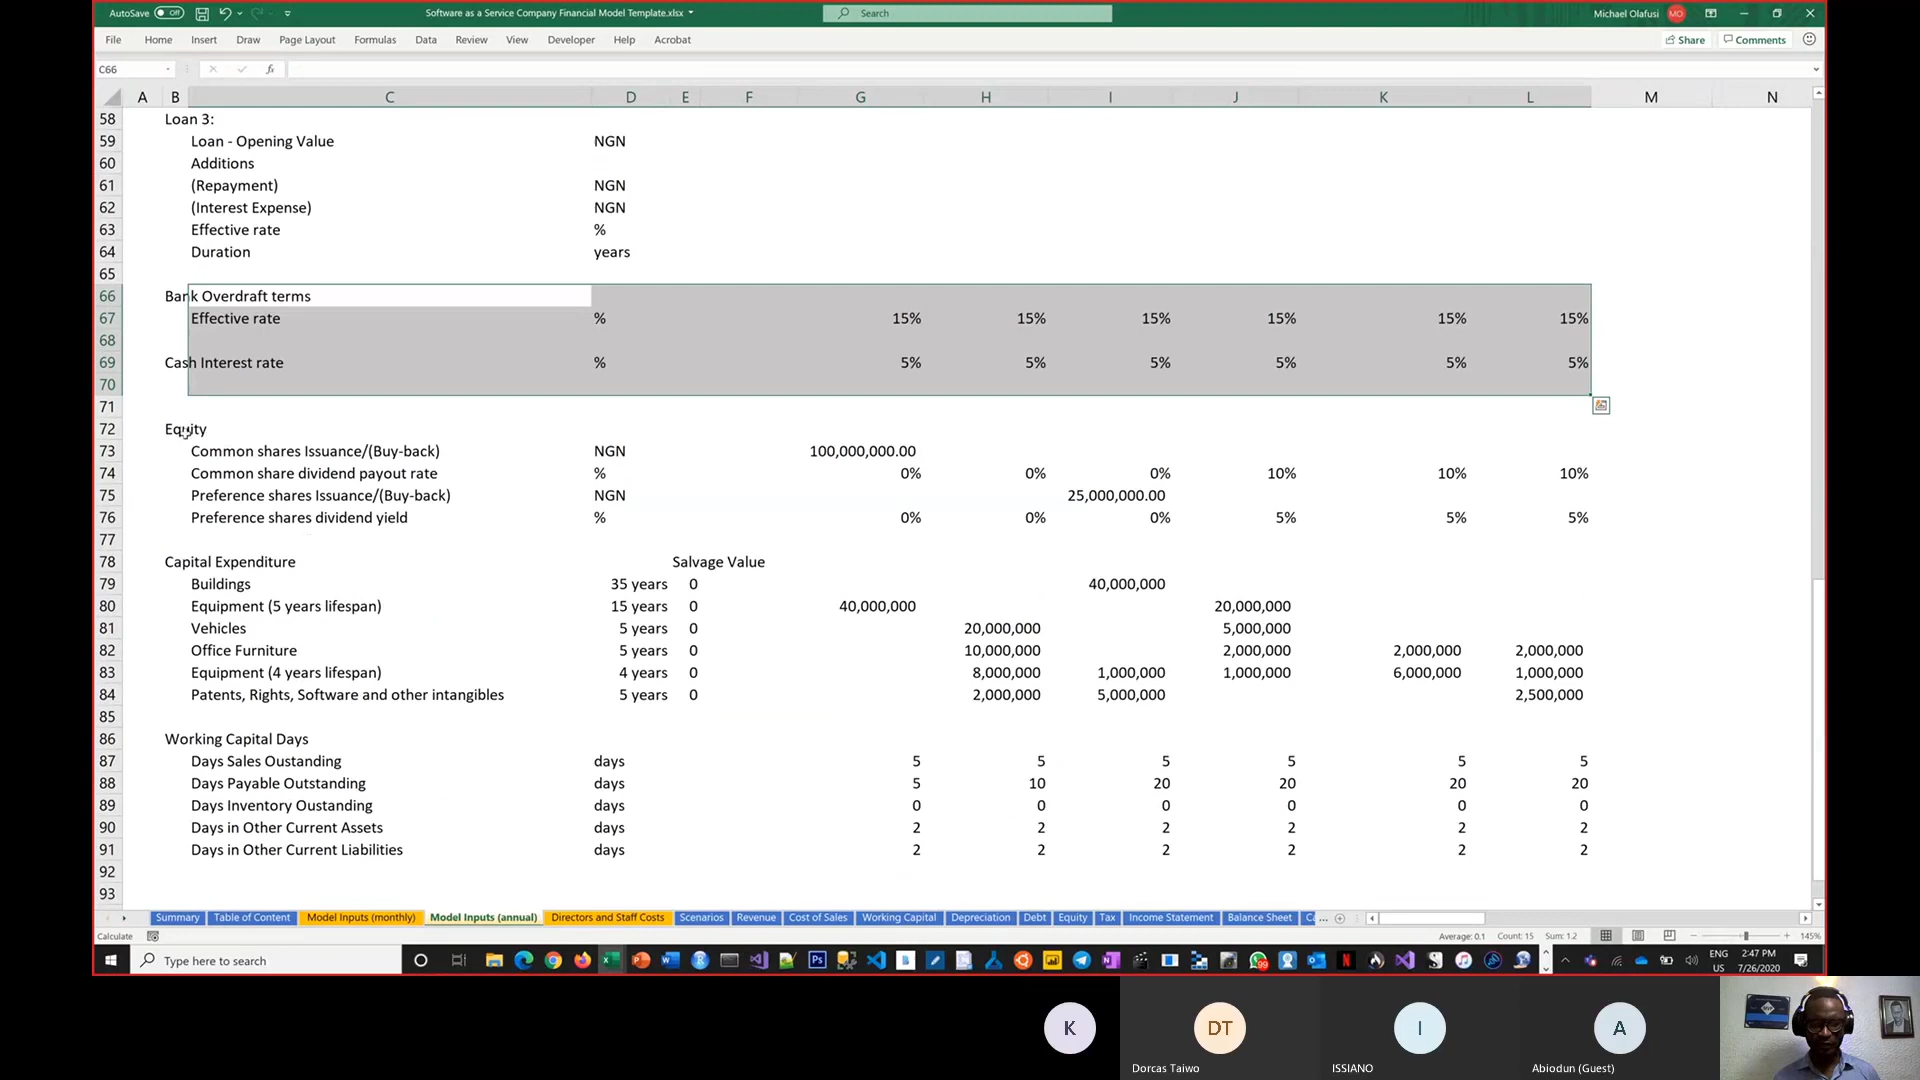 AutoSave Off Software as a Service Company Financial Model Template.xlsx Search Michael Olafusi MO
File Home Insert Draw Page Layout Formulas Data Review View Developer Help Acrobat Share Comments
C66 fx
A B C D E F G H I J K L M N
58 Loan 3:
59 Loan - Opening Value NGN
60 Additions
61 (Repayment) NGN
62 (Interest Expense) NGN
63 Effective rate %
64 Duration years
65
66 Bank Overdraft terms
67 Effective rate % 15% 15% 15% 15% 15% 15%
68
69 Cash Interest rate % 5% 5% 5% 5% 5% 5%
70
71
72 Equity
73 Common shares Issuance/(Buy-back) NGN 100,000,000.00
74 Common share dividend payout rate % 0% 0% 0% 10% 10% 10%
75 Preference shares Issuance/(Buy-back) NGN 25,000,000.00
76 Preference shares dividend yield % 0% 0% 0% 5% 5% 5%
77
78 Capital Expenditure Salvage Value
79 Buildings 35 years 0 40,000,000
80 Equipment (5 years lifespan) 15 years 0 40,000,000 20,000,000
81 Vehicles 5 years 0 20,000,000 5,000,000
82 Office Furniture 5 years 0 10,000,000 2,000,000 2,000,000 2,000,000
83 Equipment (4 years lifespan) 4 years 0 8,000,000 1,000,000 1,000,000 6,000,000 1,000,000
84 Patents, Rights, Software and other intangibles 5 years 0 2,000,000 5,000,000 2,500,000
85
86 Working Capital Days
87 Days Sales Oustanding days 5 5 5 5 5 5
88 Days Payable Outstanding days 5 10 20 20 20 20
89 Days Inventory Oustanding days 0 0 0 0 0 0
90 Days in Other Current Assets days 2 2 2 2 2 2
91 Days in Other Current Liabilities days 2 2 2 2 2 2
92
93
Summary Table of Content Model Inputs (monthly) Model Inputs (annual) Directors and Staff Costs Scenarios Revenue Cost of Sales Working Capital Depreciation Debt Equity Tax Income Statement Balance Sheet ...
Calculate Average: 0.1 Count: 15 Sum: 1.2 145%
Type here to search ENG 2:47 PM
US 7/26/2020
K DT I A
Dorcas Taiwo ISSIANO Abiodun (Guest)